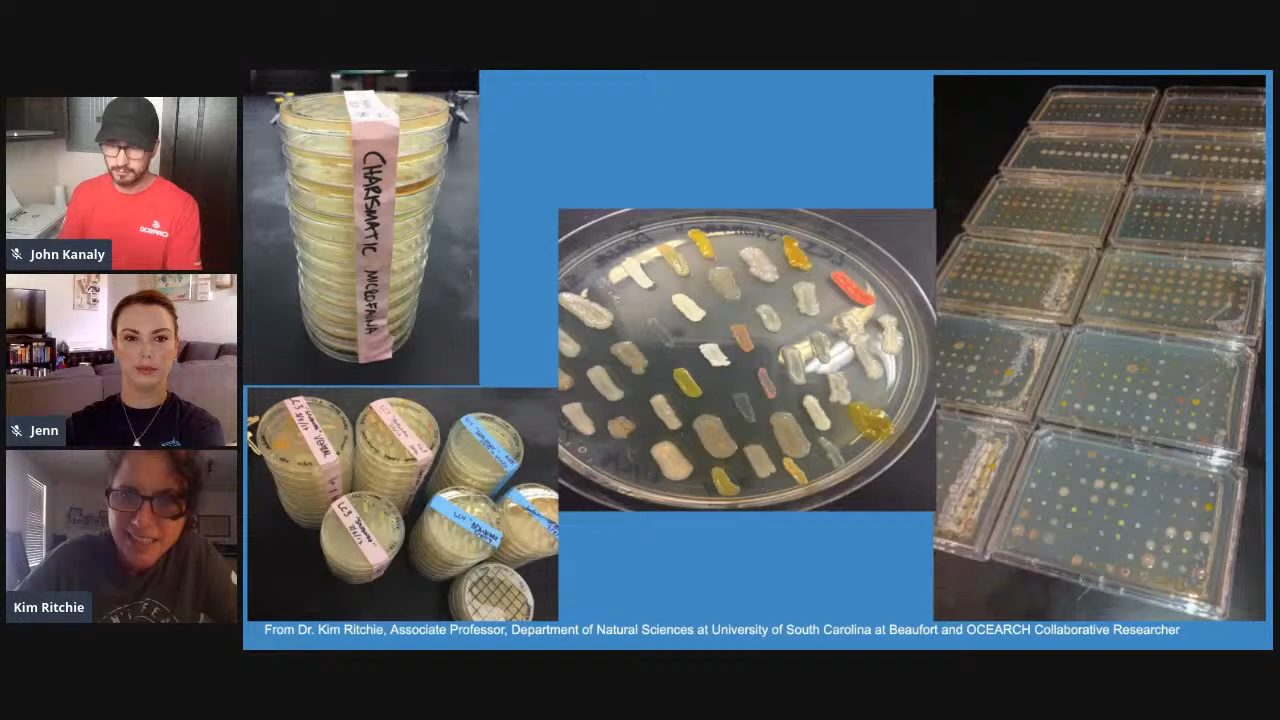 John Kanaly
Jenn
Kim Ritchie
OCEARCH
CHARISMATIC MICROFAUNA
From Dr. Kim Ritchie, Associate Professor, Department of Natural Sciences at University of South Carolina at Beaufort and OCEARCH Collaborative Researcher